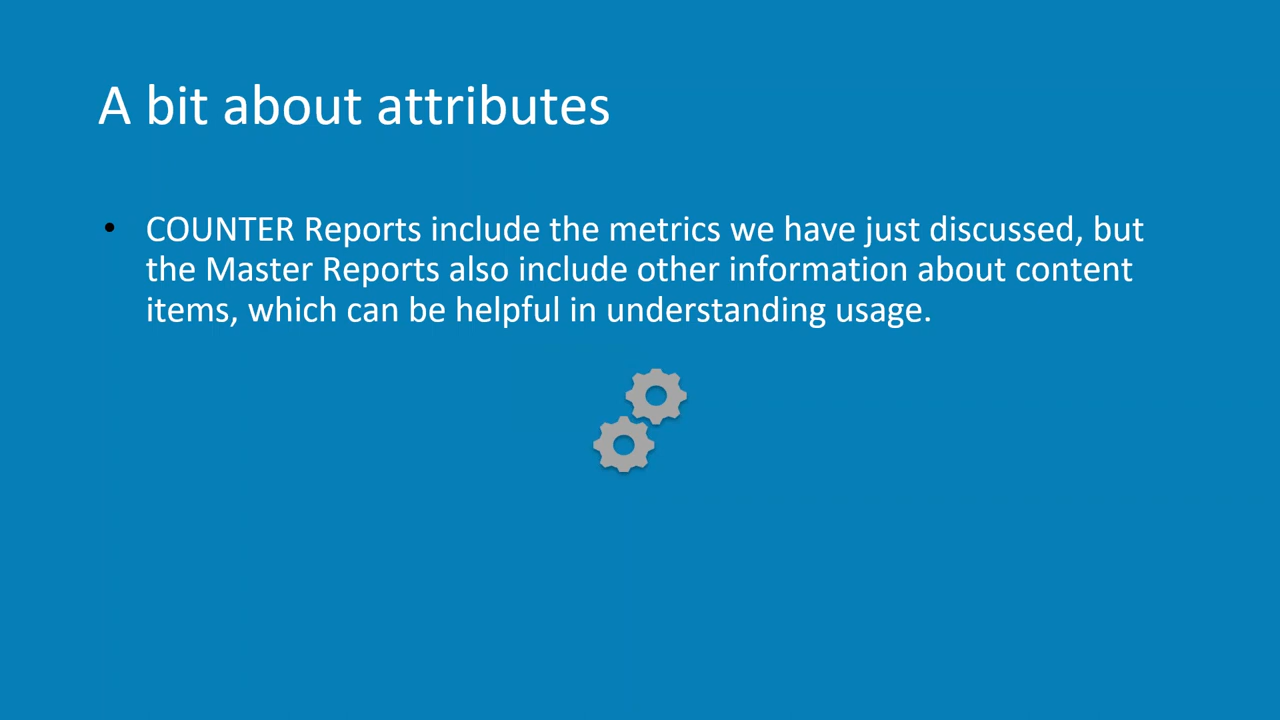 A bit about attributes
• COUNTER Reports include the metrics we have just discussed, but
the Master Reports also include other information about content
items, which can be helpful in understanding usage.